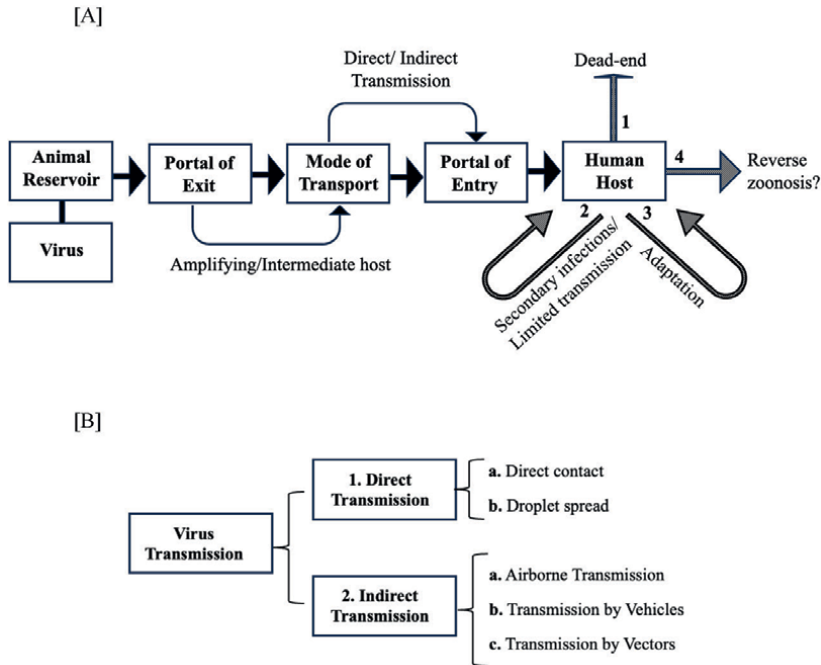 [A]
Direct/ Indirect
Transmission
Dead-end
1
Animal
Reservoir
Portal of
Exit
Mode of
Transport
Portal of
Entry
Human
Host
4
Reverse
zoonosis?
Virus
Amplifying/Intermediate host
2
3
Secondary infections/
Limited transmission
Adaptation
[B]
Virus
Transmission
1. Direct
Transmission
a. Direct contact
b. Droplet spread
2. Indirect
Transmission
a. Airborne Transmission
b. Transmission by Vehicles
c. Transmission by Vectors